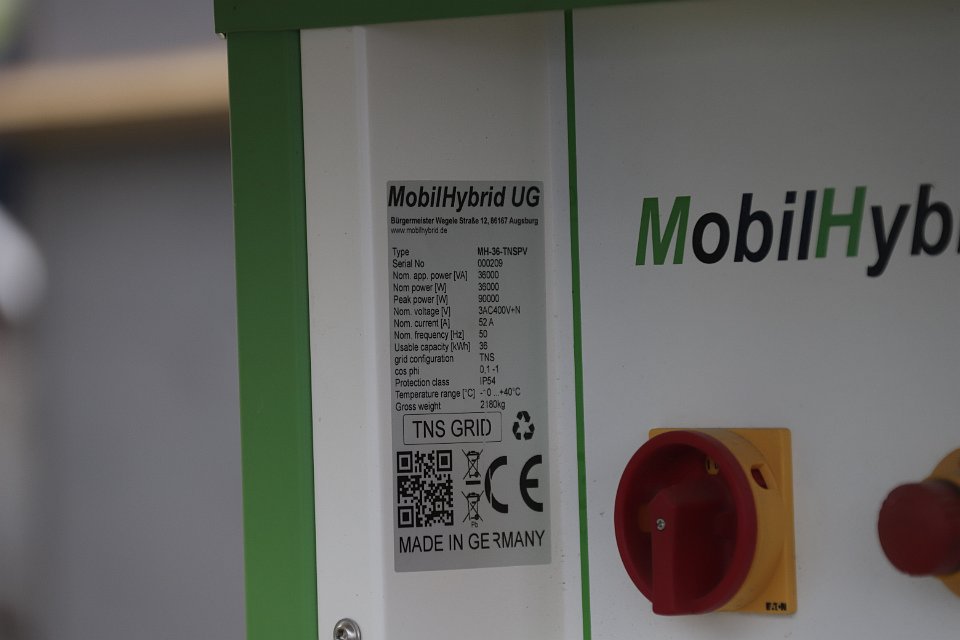 MobilHybrid UG
Bürgermeister Wegele Straße 12, 86167 Augsburg
www.mobilhybrid.de
Type MH-36-TNSPV
Serial No 000209
Nom. app. power [VA] 36000
Nom power [W] 36000
Peak power [W] 90000
Nom. voltage [V] 3AC400V+N
Nom. current [A] 52 A
Nom. frequency [Hz] 50
Usable capacity [kWh] 36
grid configuration TNS
cos phi 0,1 -1
Protection class IP54
Temperature range [°C] -10 ...+40°C
Gross weight 2180kg
TNS GRID
CE
Pb
MADE IN GERMANY
MobilHyb
EATON